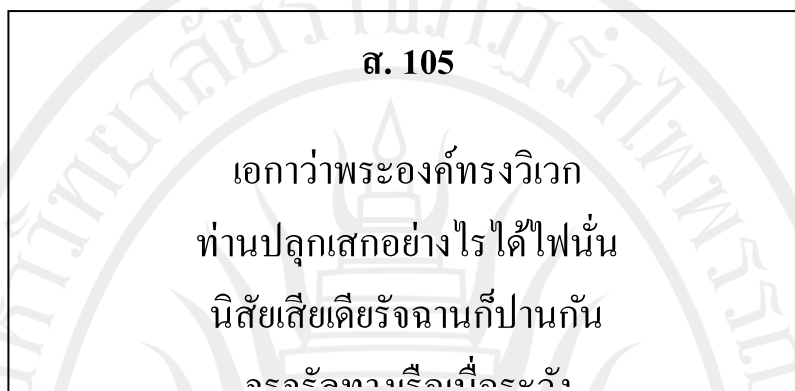 ส. 105
เอกาว่าพระองค์ทรงวิเวก
ท่านปลุกเสกอย่างไรได้ไฟนั่น
นิสัยเสียเดียรัจฉานก็ปานกัน